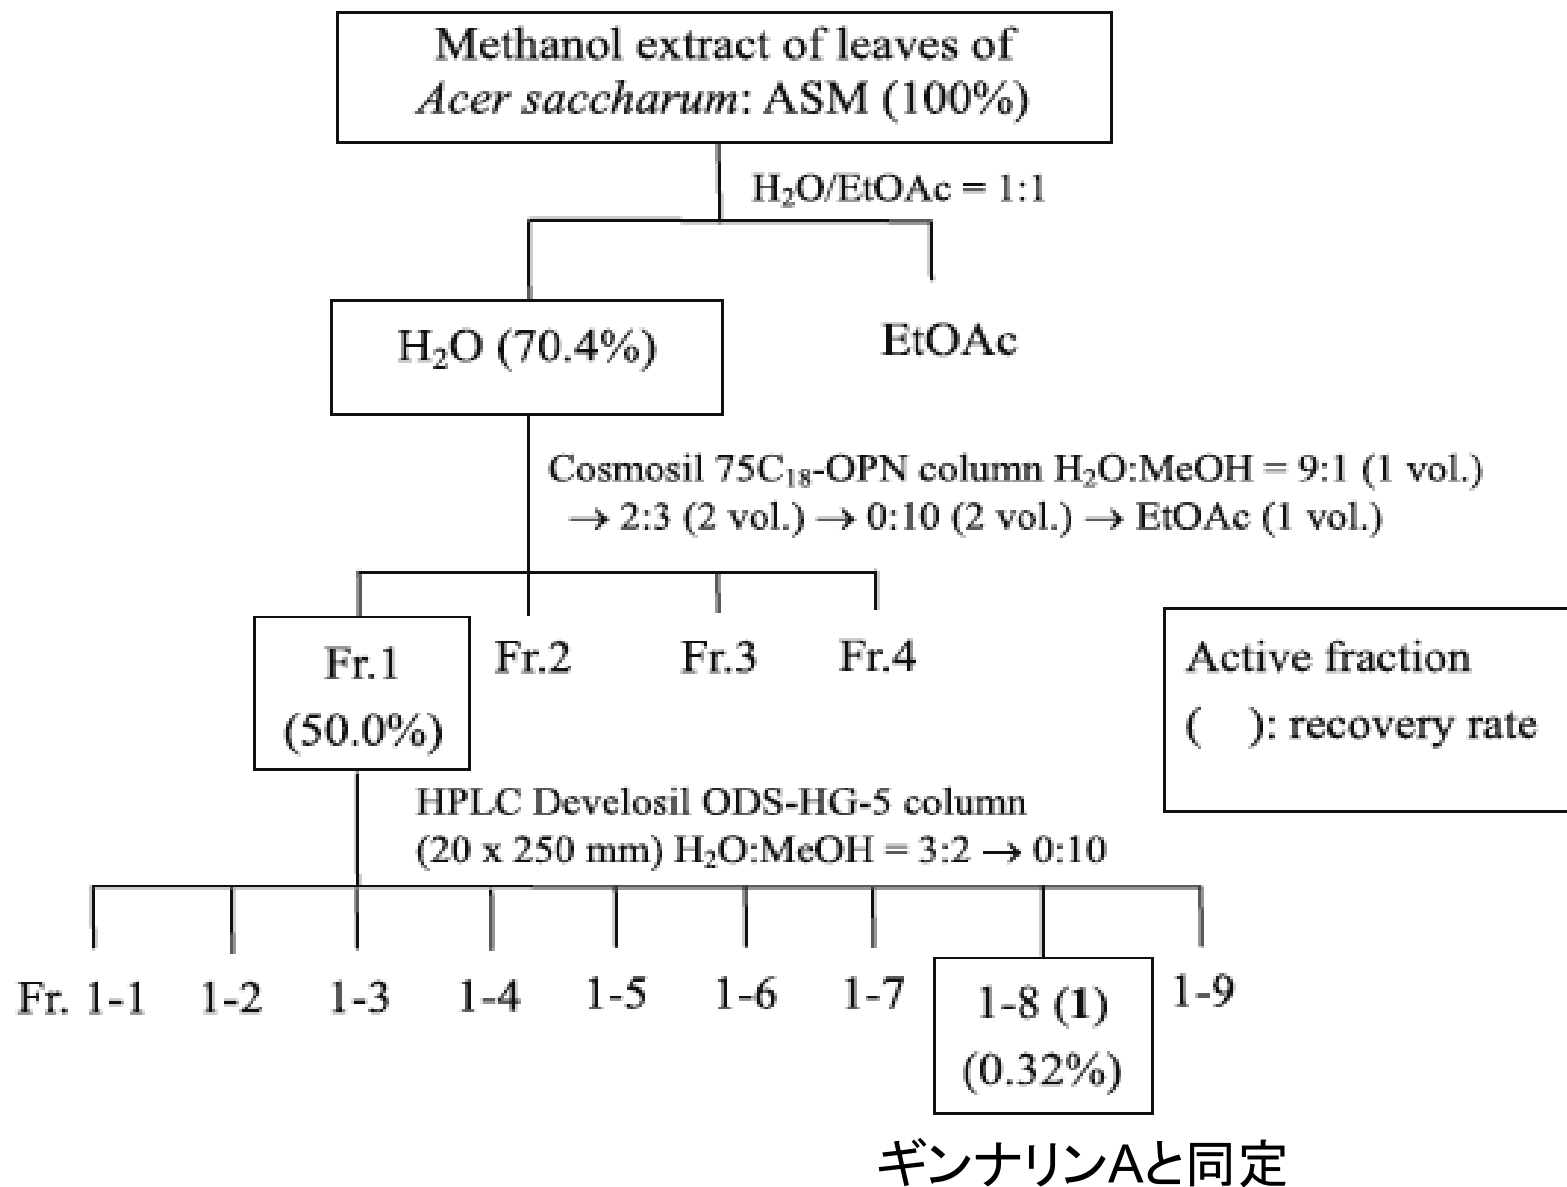 Methanol extract of leaves of
Acer saccharum: ASM (100%)
H₂O/EtOAc = 1:1
H₂O (70.4%)
EtOAc
Cosmosil 75C₁₈-OPN column H₂O:MeOH = 9:1 (1 vol.)
→ 2:3 (2 vol.) → 0:10 (2 vol.) → EtOAc (1 vol.)
Fr.1
(50.0%)
Fr.2
Fr.3
Fr.4
Active fraction
( ): recovery rate
HPLC Develosil ODS-HG-5 column
(20 x 250 mm) H₂O:MeOH = 3:2 → 0:10
Fr. 1-1
1-2
1-3
1-4
1-5
1-6
1-7
1-8 (1)
(0.32%)
1-9
ギンナリンAと同定